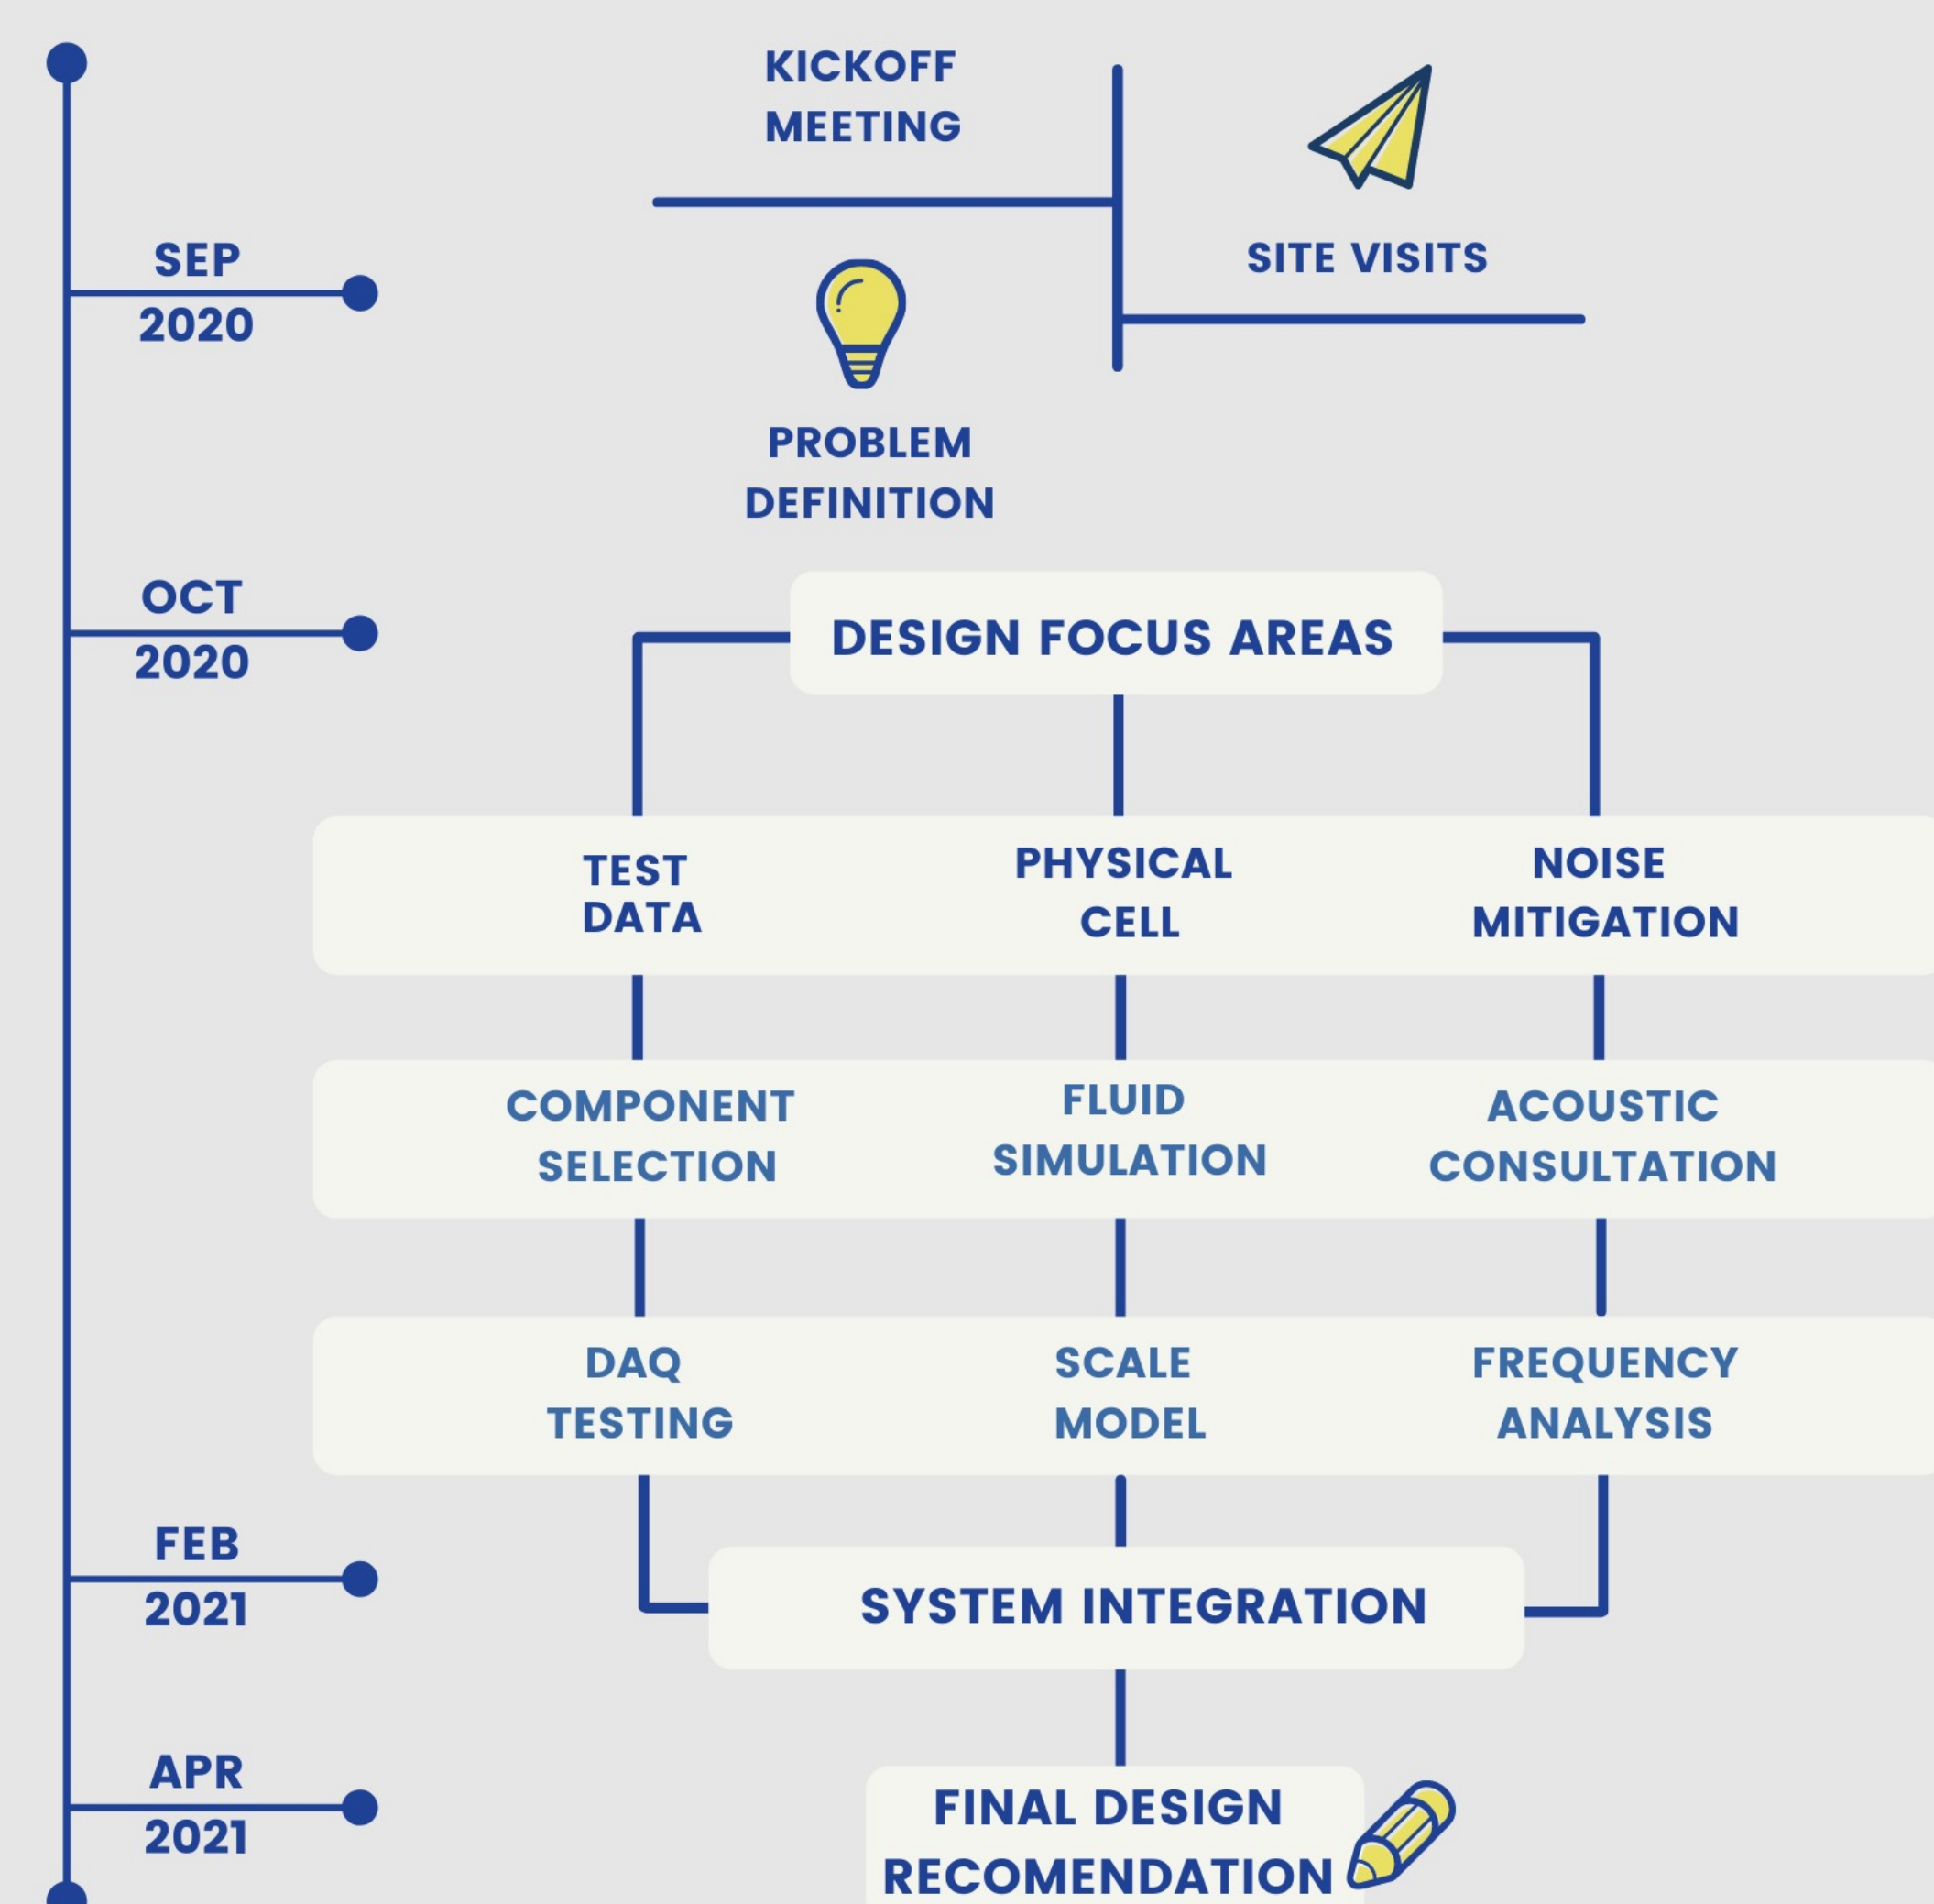 KICKOFF
MEETING
SITE VISITS
SEP
2020
PROBLEM
DEFINITION
OCT
2020
DESIGN FOCUS AREAS
TEST
DATA
PHYSICAL
CELL
NOISE
MITIGATION
COMPONENT
SELECTION
FLUID
SIMULATION
ACOUSTIC
CONSULTATION
DAQ
TESTING
SCALE
MODEL
FREQUENCY
ANALYSIS
FEB
2021
SYSTEM INTEGRATION
APR
2021
FINAL DESIGN
RECOMENDATION